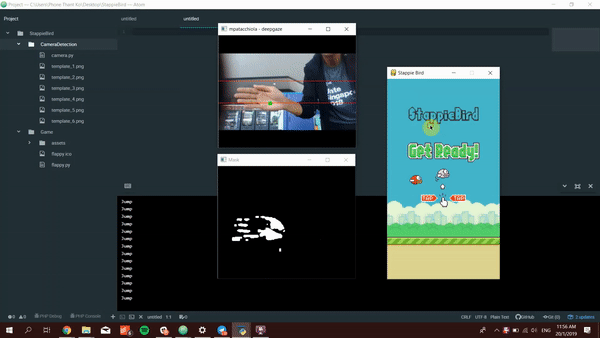 Project — C:\Users\Phone Thant Ko\Desktop\StappieBird — Atom
Project
untitled
untitled
StappieBird
CameraDetection
camera.py
template_1.png
template_2.png
template_3.png
template_4.png
template_5.png
template_6.png
Game
assets
flappy.ico
flappy.py
mpatacchiola - deepgaze
Unite
Singapore
Mask
Stappie Bird
StappieBird
Get Ready!
TAP
TAP
Jump
Jump
Jump
Jump
Jump
Jump
Jump
Jump
Jump
Jump
Jump
Jump
Jump
0
0
PHP Debug
PHP Console
untitled
1:1
0
CRLF
UTF-8
Plain Text
GitHub
Git (0)
2 updates
ENG
11:56 AM
20/1/2019